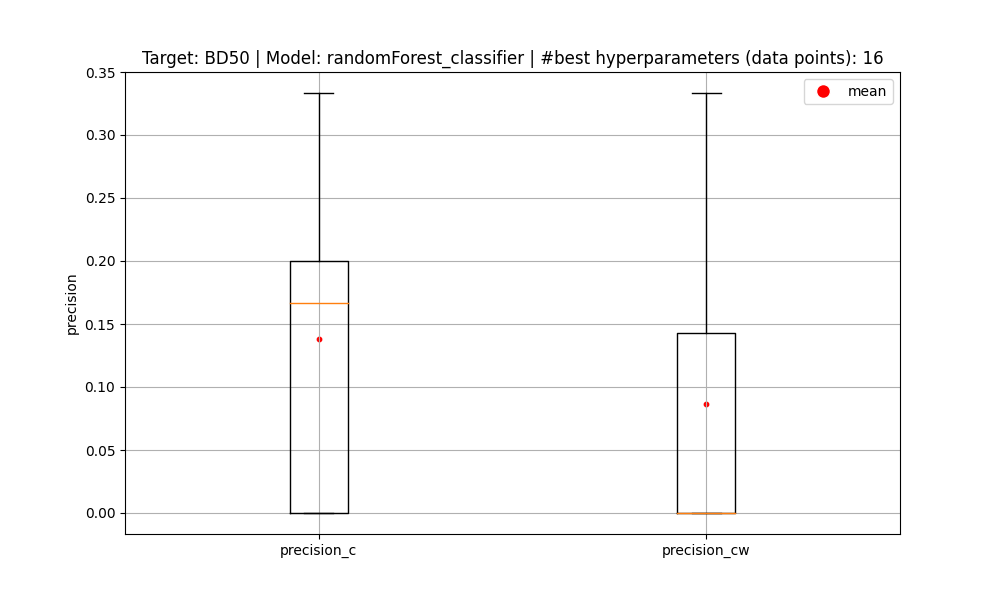 Target: BD50 | Model: randomForest_classifier | #best hyperparameters (data points): 16
mean
0.35
0.30
0.25
0.20
0.15
0.10
0.05
0.00
precision
precision_c
precision_cw